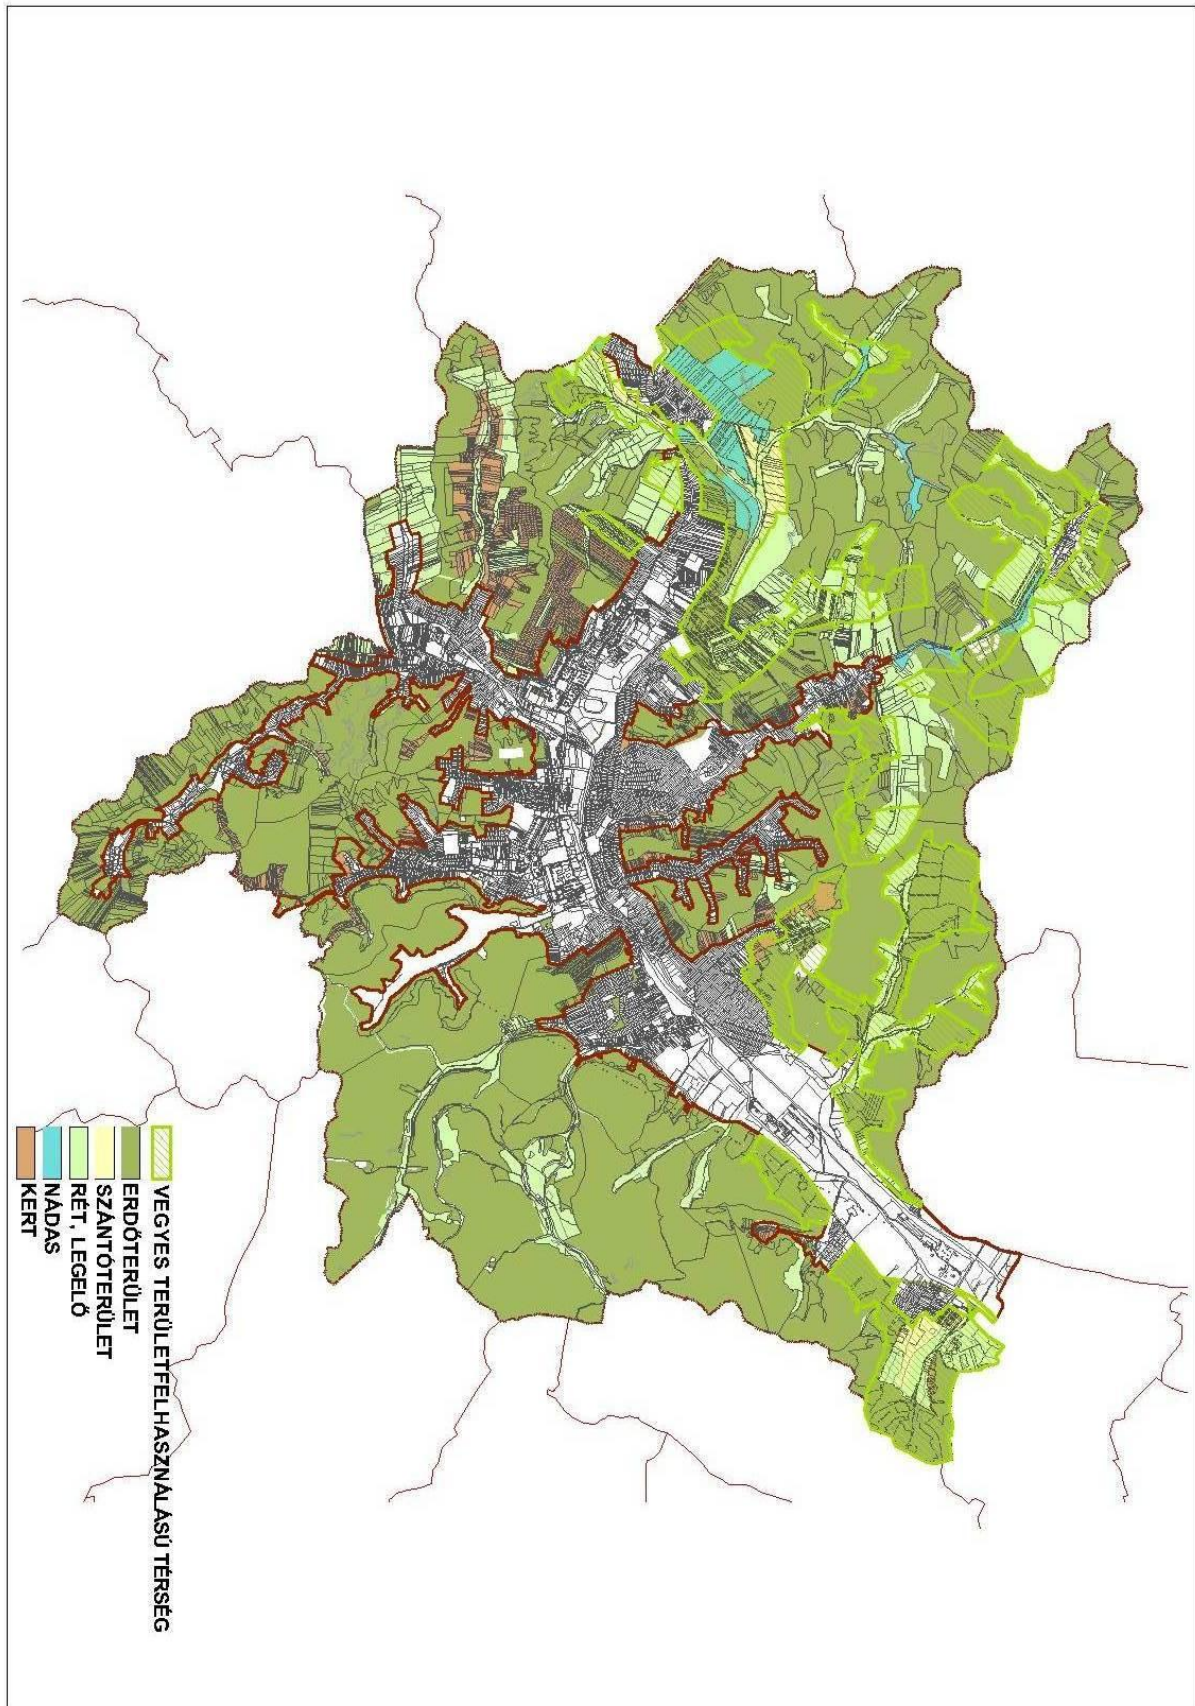 VEGYES TERÜLETFELHASZNÁLÁSÚ TÉRSÉG
ERDŐTERÜLET
SZÁNTÓTERÜLET
RÉT, LEGELŐ
NÁDAS
KERT